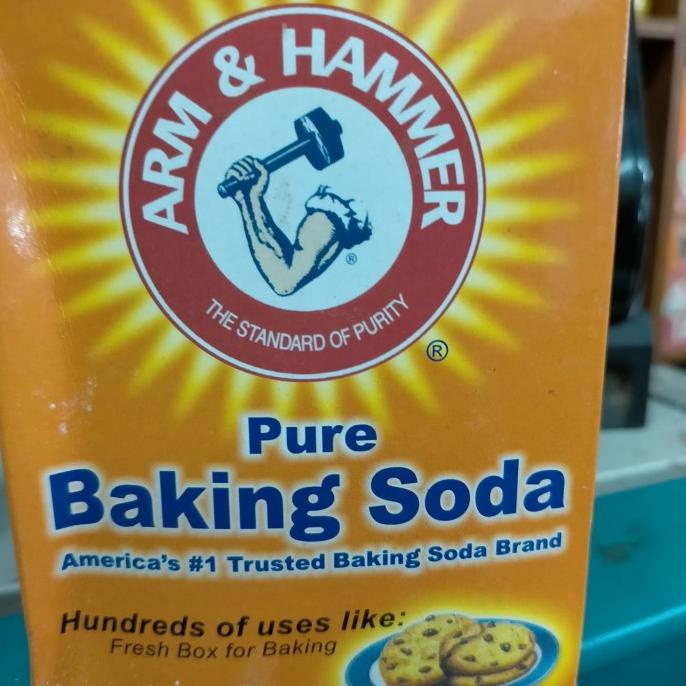 ARM & HAMMER
®
THE STANDARD OF PURITY
®
Pure
Baking Soda
America's #1 Trusted Baking Soda Brand
Hundreds of uses like:
Fresh Box for Baking